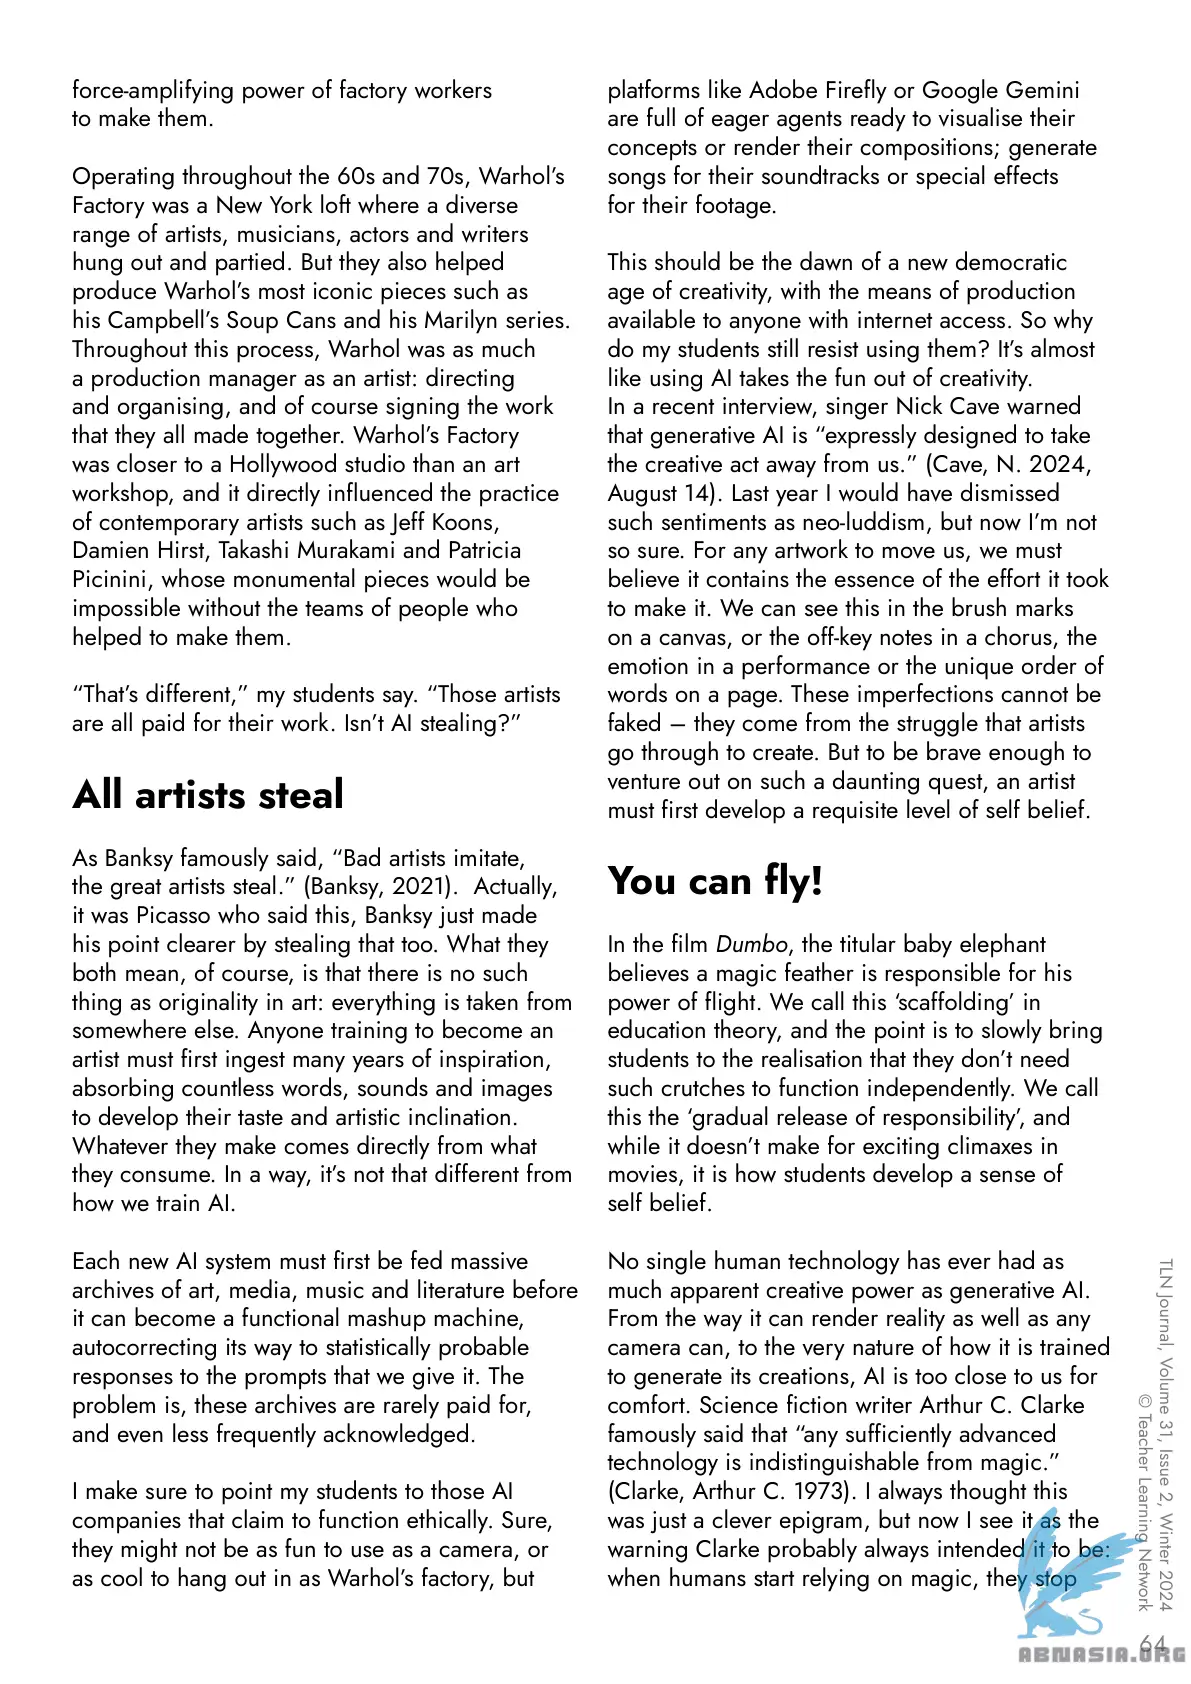 force-amplifying power of factory workers
to make them.
Operating throughout the 60s and 70s, Warhol’s
Factory was a New York loft where a diverse
range of artists, musicians, actors and writers
hung out and partied. But they also helped
produce Warhol’s most iconic pieces such as
his Campbell’s Soup Cans and his Marilyn series.
Throughout this process, Warhol was as much
a production manager as an artist: directing
and organising, and of course signing the work
that they all made together. Warhol’s Factory
was closer to a Hollywood studio than an art
workshop, and it directly influenced the practice
of contemporary artists such as Jeff Koons,
Damien Hirst, Takashi Murakami and Patricia
Picinini, whose monumental pieces would be
impossible without the teams of people who
helped to make them.
“That’s different,” my students say. “Those artists
are all paid for their work. Isn’t AI stealing?”
All artists steal
As Banksy famously said, “Bad artists imitate,
the great artists steal.” (Banksy, 2021).  Actually,
it was Picasso who said this, Banksy just made
his point clearer by stealing that too. What they
both mean, of course, is that there is no such
thing as originality in art: everything is taken from
somewhere else. Anyone training to become an
artist must first ingest many years of inspiration,
absorbing countless words, sounds and images
to develop their taste and artistic inclination.
Whatever they make comes directly from what
they consume. In a way, it’s not that different from
how we train AI.
Each new AI system must first be fed massive
archives of art, media, music and literature before
it can become a functional mashup machine,
autocorrecting its way to statistically probable
responses to the prompts that we give it. The
problem is, these archives are rarely paid for,
and even less frequently acknowledged.
I make sure to point my students to those AI
companies that claim to function ethically. Sure,
they might not be as fun to use as a camera, or
as cool to hang out in as Warhol’s factory, but
platforms like Adobe Firefly or Google Gemini
are full of eager agents ready to visualise their
concepts or render their compositions; generate
songs for their soundtracks or special effects
for their footage.
This should be the dawn of a new democratic
age of creativity, with the means of production
available to anyone with internet access. So why
do my students still resist using them? It’s almost
like using AI takes the fun out of creativity.
In a recent interview, singer Nick Cave warned
that generative AI is “expressly designed to take
the creative act away from us.” (Cave, N. 2024,
August 14). Last year I would have dismissed
such sentiments as neo-luddism, but now I’m not
so sure. For any artwork to move us, we must
believe it contains the essence of the effort it took
to make it. We can see this in the brush marks
on a canvas, or the off-key notes in a chorus, the
emotion in a performance or the unique order of
words on a page. These imperfections cannot be
faked – they come from the struggle that artists
go through to create. But to be brave enough to
venture out on such a daunting quest, an artist
must first develop a requisite level of self belief.
You can fly!
In the film Dumbo, the titular baby elephant
believes a magic feather is responsible for his
power of flight. We call this ‘scaffolding’ in
education theory, and the point is to slowly bring
students to the realisation that they don’t need
such crutches to function independently. We call
this the ‘gradual release of responsibility’, and
while it doesn’t make for exciting climaxes in
movies, it is how students develop a sense of
self belief.
No single human technology has ever had as
much apparent creative power as generative AI.
From the way it can render reality as well as any
camera can, to the very nature of how it is trained
to generate its creations, AI is too close to us for
comfort. Science fiction writer Arthur C. Clarke
famously said that “any sufficiently advanced
technology is indistinguishable from magic.”
(Clarke, Arthur C. 1973). I always thought this
was just a clever epigram, but now I see it as the
warning Clarke probably always intended it to be:
when humans start relying on magic, they stop
TLN Journal, Volume 31, Issue 2, Winter 2024
© Teacher Learning Network
64
ABNASIA.ORG